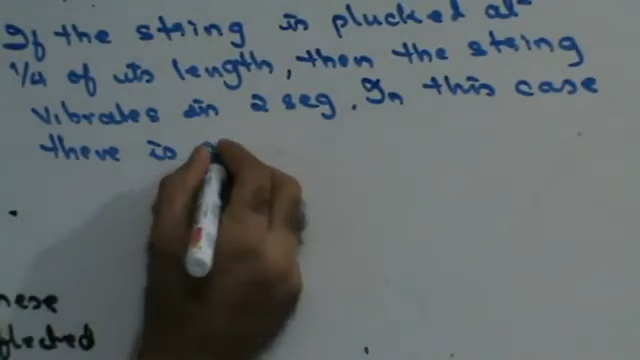 If the string is plucked at
1/4 of its length, then the string
vibrates in 2 seg. In this case
there is
nese
flected